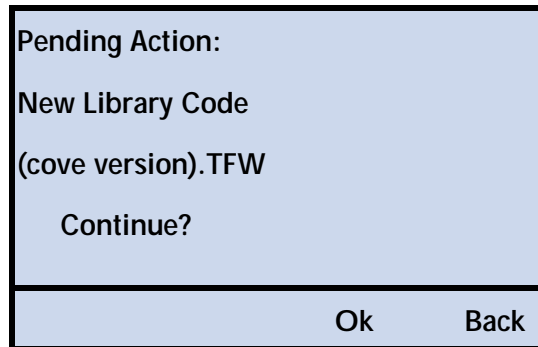 Pending Action:
New Library Code
(cove version).TFW
Continue?
Ok Back